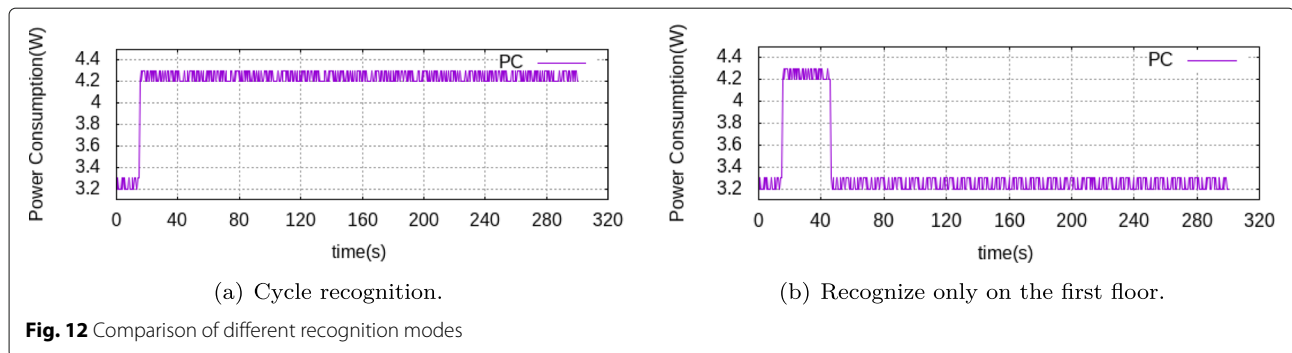 Power Consumption(W)
4.4
4.2
4
3.8
3.6
3.4
3.2
PC
0 40 80 120 160 200 240 280 320
time(s)
(a) Cycle recognition.
Power Consumption(W)
4.4
4.2
4
3.8
3.6
3.4
3.2
PC
0 40 80 120 160 200 240 280 320
time(s)
(b) Recognize only on the first floor.
Fig. 12 Comparison of different recognition modes